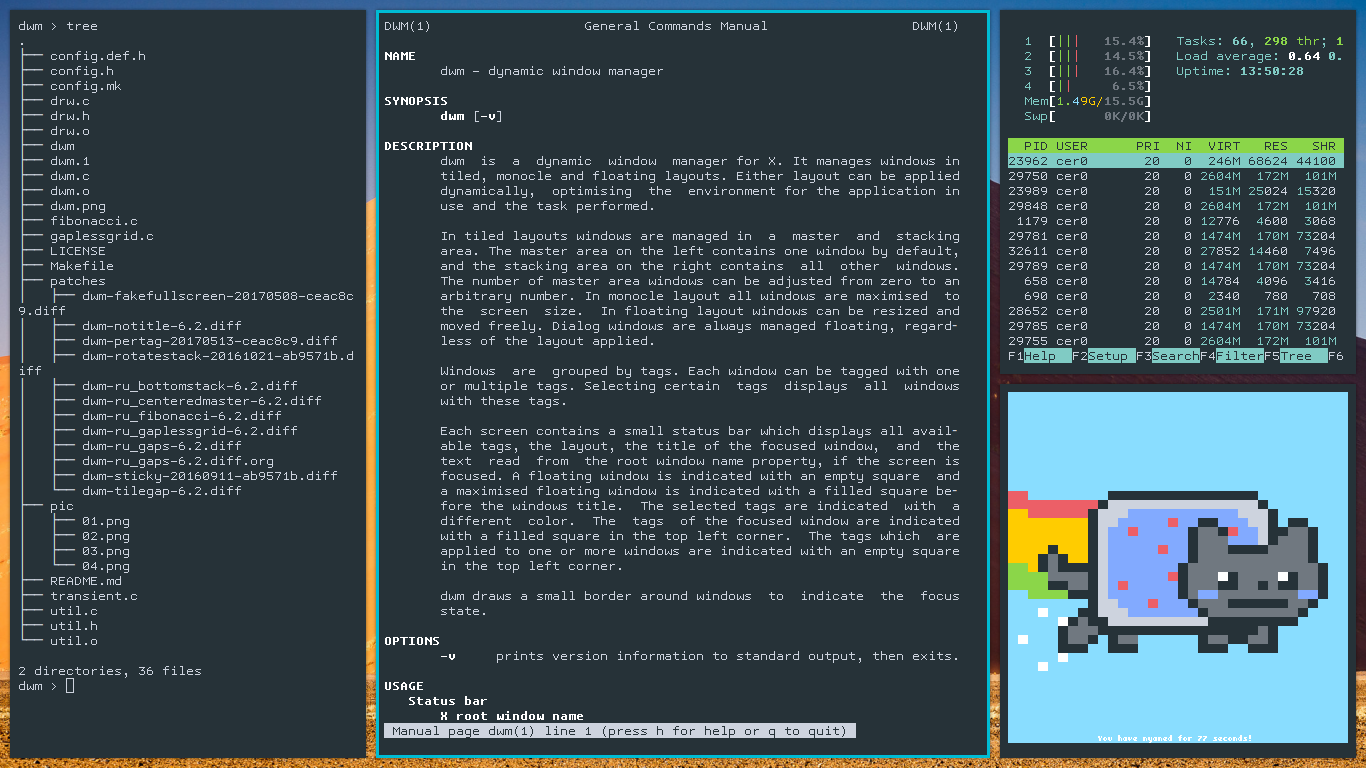 dwm > tree
.
├── config.def.h
├── config.h
├── config.mk
├── drw.c
├── drw.h
├── drw.o
├── dwm
├── dwm.1
├── dwm.c
├── dwm.o
├── dwm.png
├── fibonacci.c
├── gaplessgrid.c
├── LICENSE
├── Makefile
├── patches
│   ├── dwm-fakefullscreen-20170508-ceac8c
9.diff
│   ├── dwm-notitle-6.2.diff
│   ├── dwm-pertag-20170513-ceac8c9.diff
│   ├── dwm-rotatestack-20161021-ab9571b.d
iff
│   ├── dwm-ru_bottomstack-6.2.diff
│   ├── dwm-ru_centeredmaster-6.2.diff
│   ├── dwm-ru_fibonacci-6.2.diff
│   ├── dwm-ru_gaplessgrid-6.2.diff
│   ├── dwm-ru_gaps-6.2.diff
│   ├── dwm-ru_gaps-6.2.diff.org
│   ├── dwm-sticky-20160911-ab9571b.diff
│   └── dwm-tilegap-6.2.diff
├── pic
│   ├── 01.png
│   ├── 02.png
│   ├── 03.png
│   └── 04.png
├── README.md
├── transient.c
├── util.c
├── util.h
└── util.o
2 directories, 36 files
dwm >
DWM(1) General Commands Manual DWM(1)
NAME
dwm - dynamic window manager
SYNOPSIS
dwm [-v]
DESCRIPTION
dwm is a dynamic window manager for X. It manages windows in
tiled, monocle and floating layouts. Either layout can be applied
dynamically, optimising the environment for the application in
use and the task performed.
In tiled layouts windows are managed in a master and stacking
area. The master area on the left contains one window by default,
and the stacking area on the right contains all other windows.
The number of master area windows can be adjusted from zero to an
arbitrary number. In monocle layout all windows are maximised to
the screen size. In floating layout windows can be resized and
moved freely. Dialog windows are always managed floating, regard-
less of the layout applied.
Windows are grouped by tags. Each window can be tagged with one
or multiple tags. Selecting certain tags displays all windows
with these tags.
Each screen contains a small status bar which displays all avail-
able tags, the layout, the title of the focused window, and the
text read from the root window name property, if the screen is
focused. A floating window is indicated with an empty square and
a maximised floating window is indicated with a filled square be-
fore the windows title. The selected tags are indicated with a
different color. The tags of the focused window are indicated
with a filled square in the top left corner. The tags which are
applied to one or more windows are indicated with an empty square
in the top left corner.
dwm draws a small border around windows to indicate the focus
state.
OPTIONS
-v prints version information to standard output, then exits.
USAGE
Status bar
X root window name
Manual page dwm(1) line 1 (press h for help or q to quit)
1 [||| 15.4%] Tasks: 66, 298 thr; 1
2 [||| 14.5%] Load average: 0.64 0.
3 [||| 16.4%] Uptime: 13:50:28
4 [|| 6.5%]
Mem[1.49G/15.5G]
Swp[ 0K/0K]
PID USER PRI NI VIRT RES SHR
23962 cer0 20 0 246M 68624 44100
29750 cer0 20 0 2604M 172M 101M
23989 cer0 20 0 151M 25024 15320
29848 cer0 20 0 2604M 172M 101M
1179 cer0 20 0 12776 4600 3068
29781 cer0 20 0 1474M 170M 73204
32611 cer0 20 0 27852 14460 7496
29789 cer0 20 0 1474M 170M 73204
658 cer0 20 0 14784 4096 3416
690 cer0 20 0 2340 780 708
28652 cer0 20 0 2501M 171M 97920
29785 cer0 20 0 1474M 170M 73204
29755 cer0 20 0 2604M 172M 101M
F1Help F2Setup F3SearchF4FilterF5Tree F6
You have nyaned for 77 seconds!